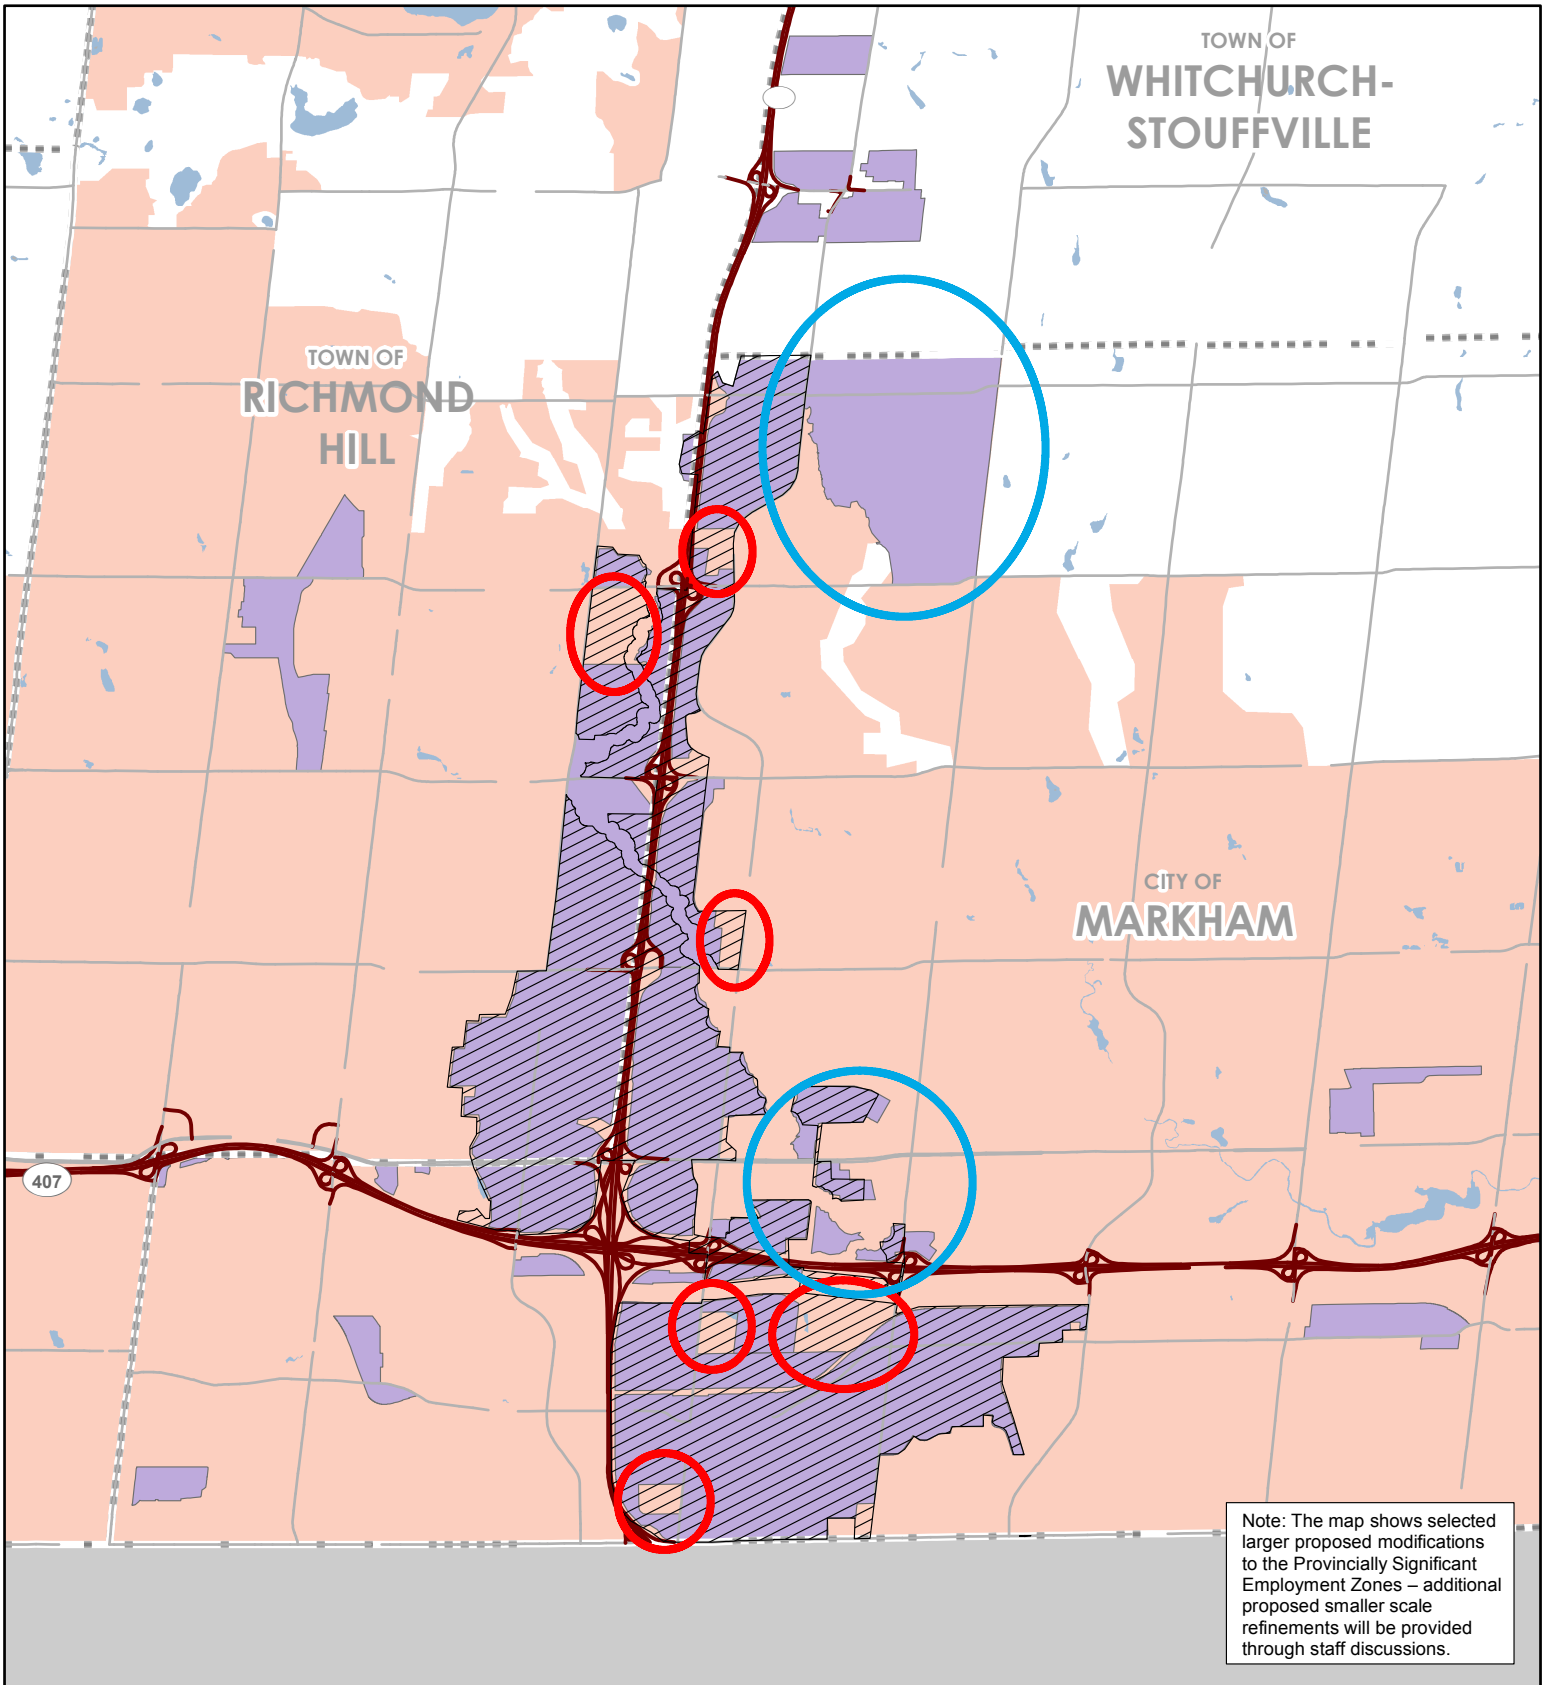 TOWN OF
WHITCHURCH-
STOUFFVILLE
TOWN OF
RICHMOND
HILL
CITY OF
MARKHAM
407
Note: The map shows selected
larger proposed modifications
to the Provincially Significant
Employment Zones – additional
proposed smaller scale
refinements will be provided
through staff discussions.